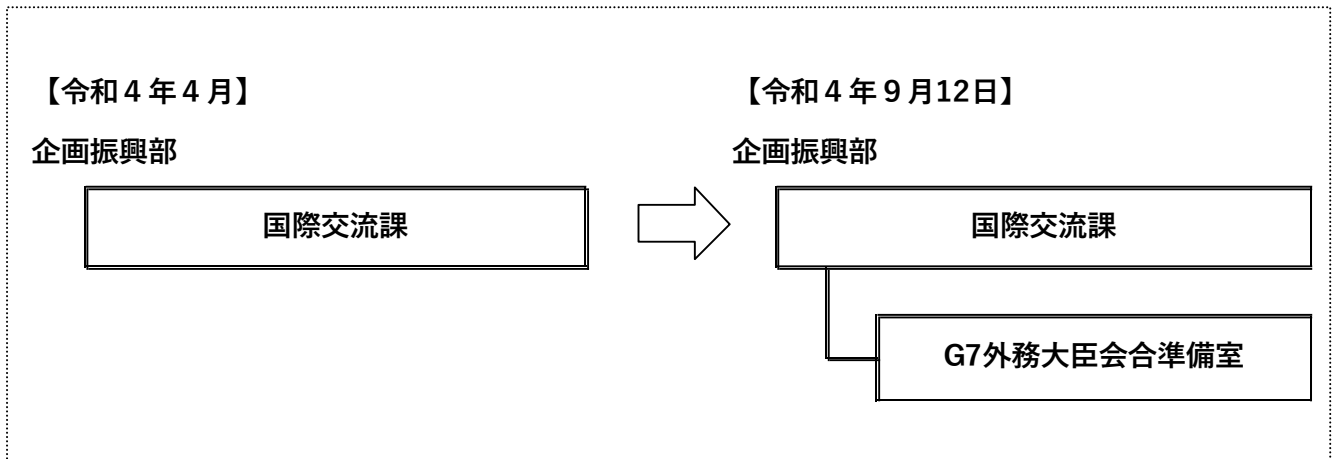 【令和４年４月】
企画振興部
国際交流課
【令和４年９月12日】
企画振興部
国際交流課
G7外務大臣会合準備室